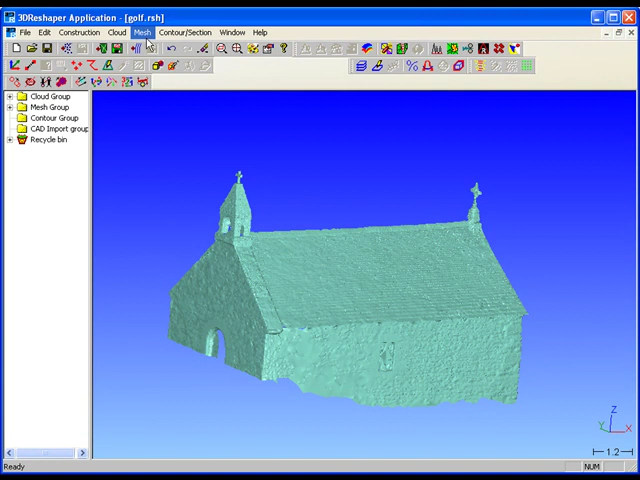 3DReshaper Application - [golf.rsh]
File Edit Construction Cloud Mesh Contour/Section Window Help
Cloud Group
Mesh Group
Contour Group
CAD Import group
Recycle bin
Z
Y X
1.2
Ready NUM